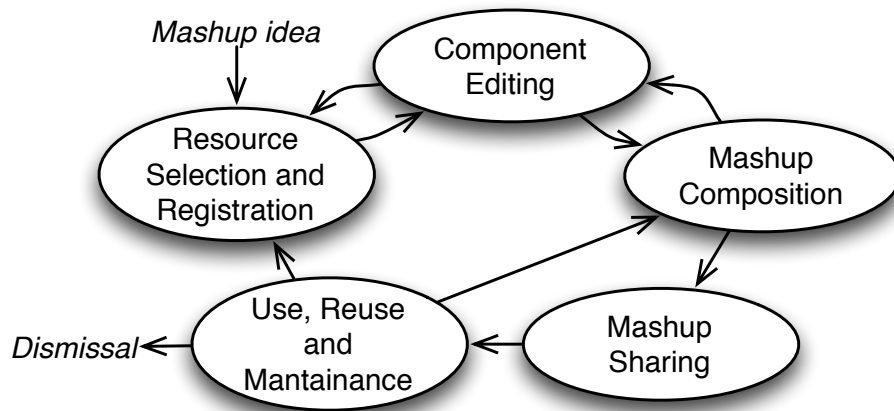 Mashup idea
Component
Editing
Resource
Selection and
Registration
Mashup
Composition
Use, Reuse
and
Mantainance
Mashup
Sharing
Dismissal